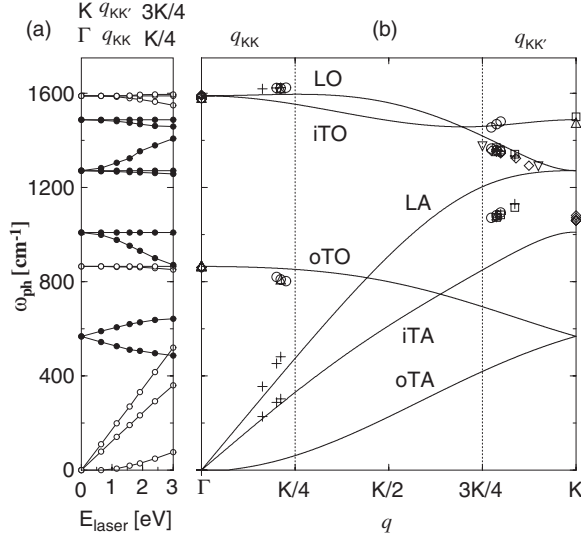 (a) K q_KK' 3K/4
Γ q_KK K/4
q_KK (b) q_KK'
1600
1200
800
400
0
ω_ph [cm⁻¹]
LO
iTO
LA
oTO
iTA
oTA
0 1 2 3
E_laser [eV]
Γ K/4 K/2 3K/4 K
q